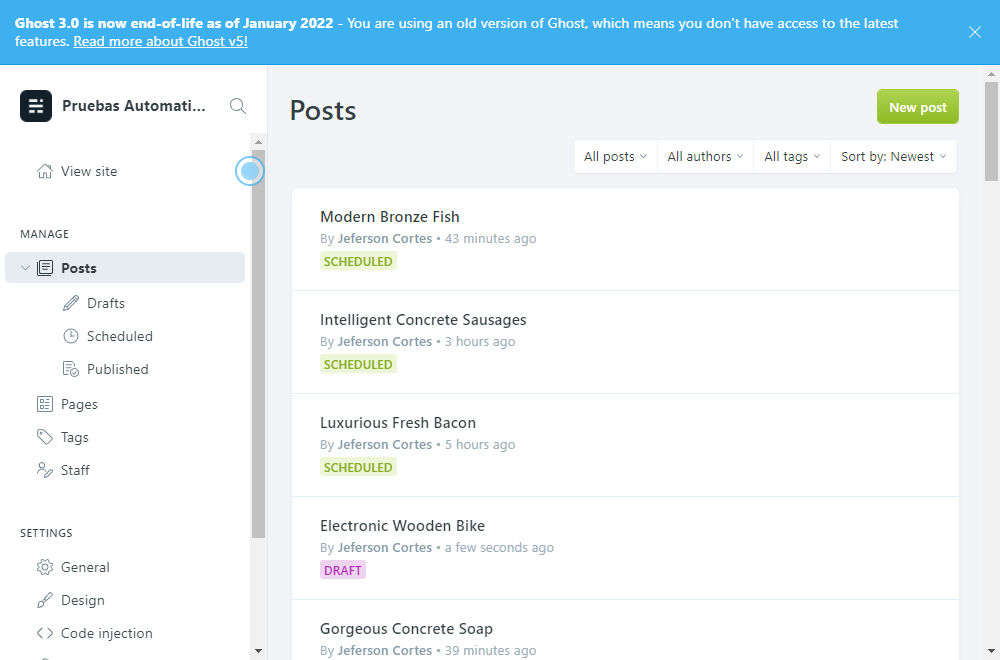 Ghost 3.0 is now end-of-life as of January 2022 - You are using an old version of Ghost, which means you don't have access to the latest
features. Read more about Ghost v5!
Pruebas Automati...
View site
MANAGE
Posts
Drafts
Scheduled
Published
Pages
Tags
Staff
SETTINGS
General
Design
Code injection
Posts
New post
All posts
All authors
All tags
Sort by: Newest
Modern Bronze Fish
By Jeferson Cortes • 43 minutes ago
SCHEDULED
Intelligent Concrete Sausages
By Jeferson Cortes • 3 hours ago
SCHEDULED
Luxurious Fresh Bacon
By Jeferson Cortes • 5 hours ago
SCHEDULED
Electronic Wooden Bike
By Jeferson Cortes • a few seconds ago
DRAFT
Gorgeous Concrete Soap
By Jeferson Cortes • 39 minutes ago